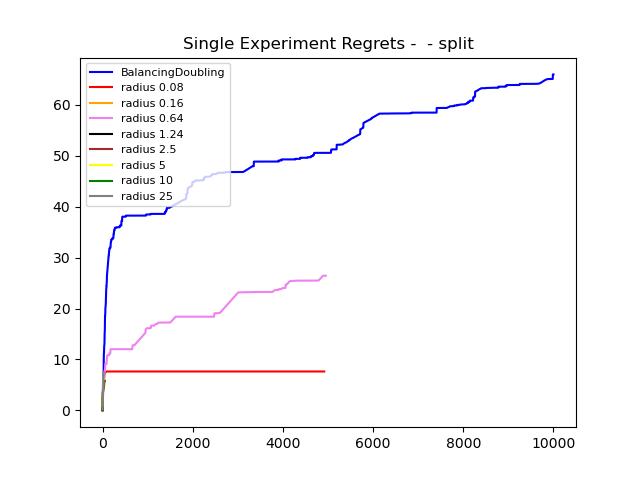 Single Experiment Regrets -  - split
BalancingDoubling
radius 0.08
radius 0.16
radius 0.64
radius 1.24
radius 2.5
radius 5
radius 10
radius 25
60
50
40
30
20
10
0
0 2000 4000 6000 8000 10000